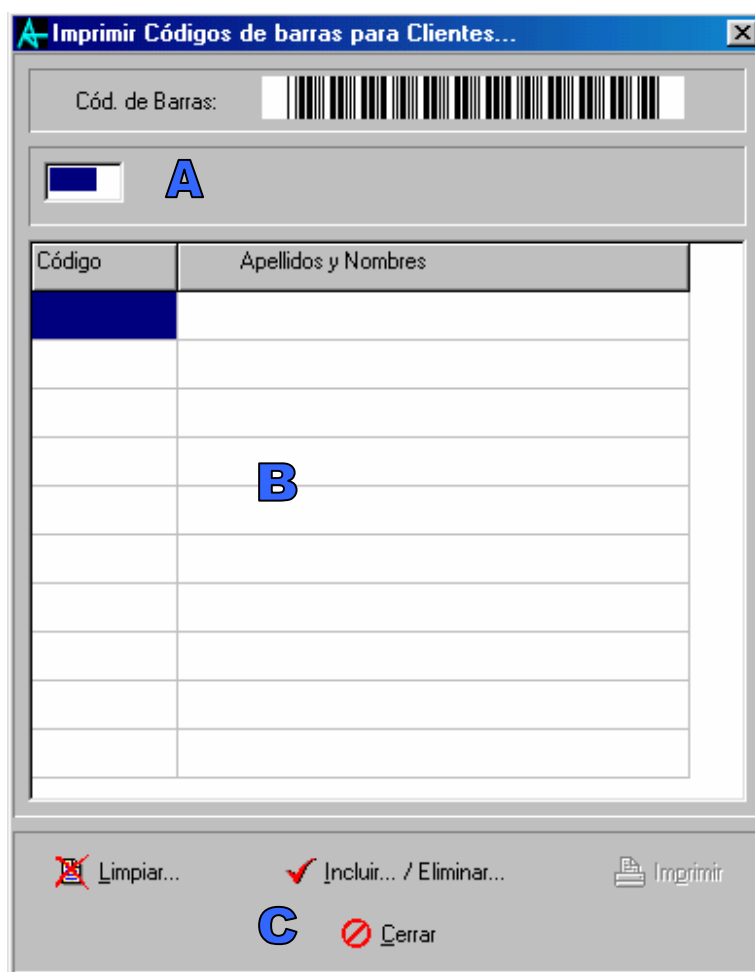 Imprimir Códigos de barras para Clientes...
Cód. de Barras:
A
Código Apellidos y Nombres
B
Limpiar... Incluir... / Eliminar... Imprimir
C Cerrar